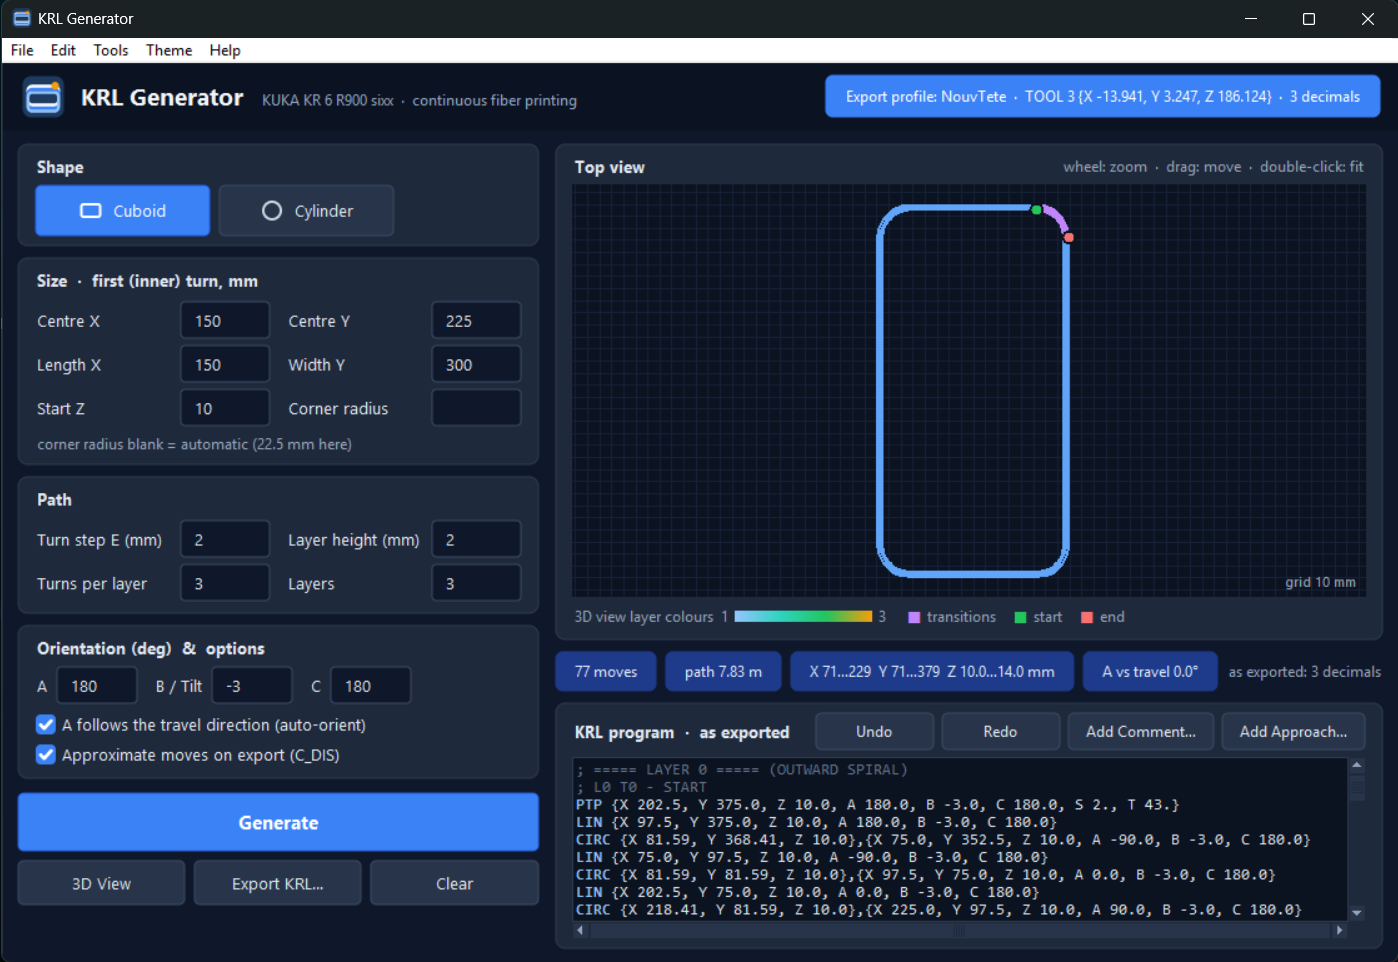 KRL Generator
File Edit Tools Theme Help
KRL Generator KUKA KR 6 R900 sixx · continuous fiber printing
Export profile: NouvTete · TOOL 3 {X -13.941, Y 3.247, Z 186.124} · 3 decimals
Shape
Cuboid Cylinder
Size · first (inner) turn, mm
Centre X 150 Centre Y 225
Length X 150 Width Y 300
Start Z 10 Corner radius
corner radius blank = automatic (22.5 mm here)
Path
Turn step E (mm) 2 Layer height (mm) 2
Turns per layer 3 Layers 3
Orientation (deg) & options
A 180 B / Tilt -3 C 180
A follows the travel direction (auto-orient)
Approximate moves on export (C_DIS)
Generate
3D View Export KRL... Clear
Top view wheel: zoom · drag: move · double-click: fit
grid 10 mm
3D view layer colours 1 3 transitions start end
77 moves path 7.83 m X 71...229 Y 71...379 Z 10.0...14.0 mm A vs travel 0.0° as exported: 3 decimals
KRL program · as exported Undo Redo Add Comment... Add Approach...
; ===== LAYER 0 ===== (OUTWARD SPIRAL)
; L0 T0 - START
PTP {X 202.5, Y 375.0, Z 10.0, A 180.0, B -3.0, C 180.0, S 2., T 43.}
LIN {X 97.5, Y 375.0, Z 10.0, A 180.0, B -3.0, C 180.0}
CIRC {X 81.59, Y 368.41, Z 10.0},{X 75.0, Y 352.5, Z 10.0, A -90.0, B -3.0, C 180.0}
LIN {X 75.0, Y 97.5, Z 10.0, A -90.0, B -3.0, C 180.0}
CIRC {X 81.59, Y 81.59, Z 10.0},{X 97.5, Y 75.0, Z 10.0, A 0.0, B -3.0, C 180.0}
LIN {X 202.5, Y 75.0, Z 10.0, A 0.0, B -3.0, C 180.0}
CIRC {X 218.41, Y 81.59, Z 10.0},{X 225.0, Y 97.5, Z 10.0, A 90.0, B -3.0, C 180.0}